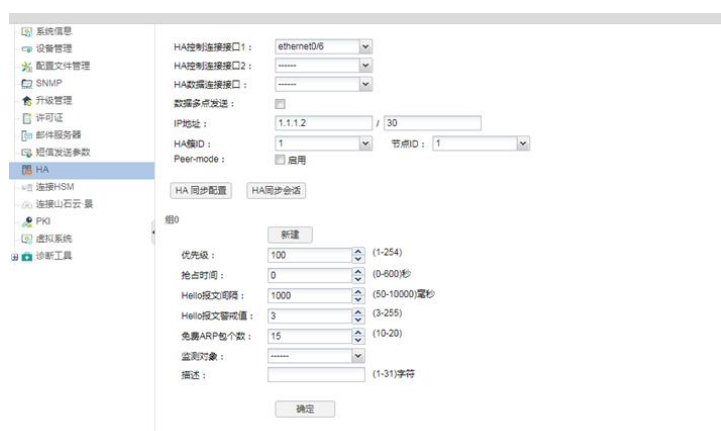 系统信息
设备管理
配置文件管理
SNMP
升级管理
许可证
邮件服务器
短信发送参数
HA
连接HSM
连接山石云·景
PKI
虚拟系统
诊断工具
HA控制连接接口1： ethernet0/6
HA控制连接接口2： ------
HA数据连接接口： ------
数据多点发送：
IP地址： 1.1.1.2 / 30
HA簇ID： 1 节点ID： 1
Peer-mode： 启用
HA 同步配置 HA同步会话
组0
新建
优先级： 100 (1-254)
抢占时间： 0 (0-600)秒
Hello报文间隔： 1000 (50-10000)毫秒
Hello报文警戒值： 3 (3-255)
免费ARP包个数： 15 (10-20)
监测对象： ------
描述： (1-31)字符
确定